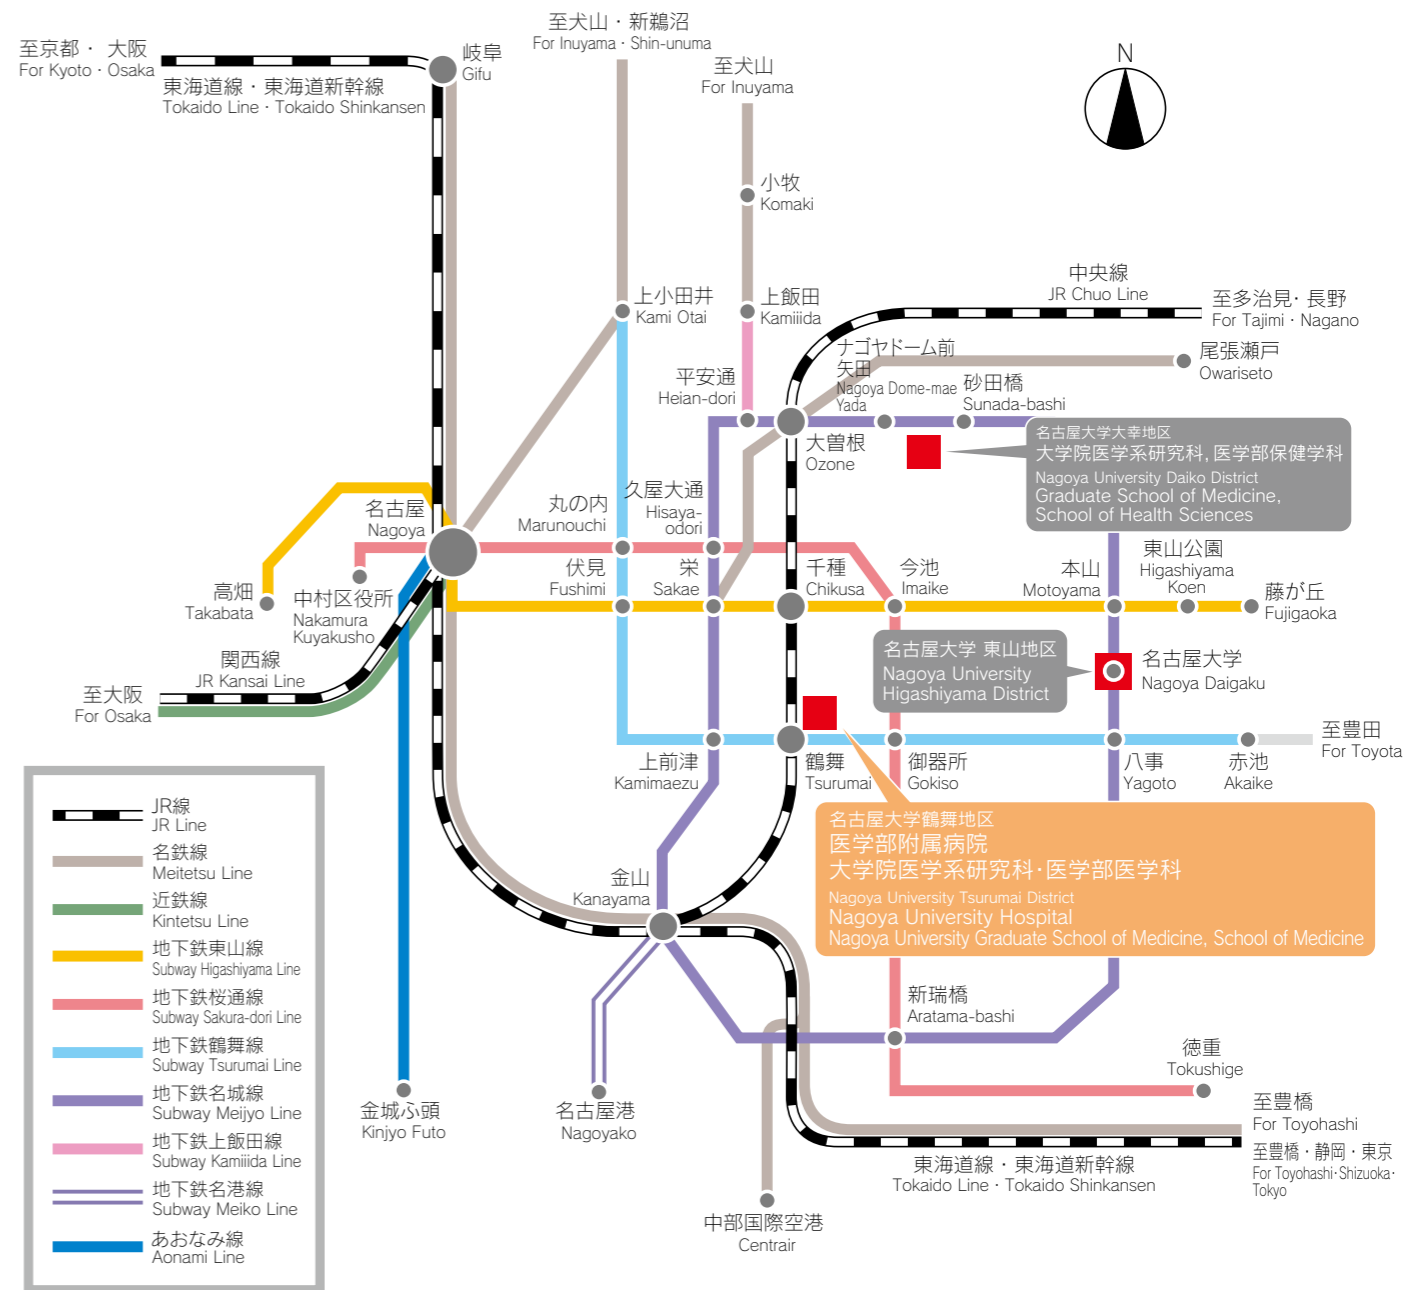 至京都・ 大阪
For Kyoto・Osaka
東海道線・東海道新幹線
Tokaido Line・Tokaido Shinkansen
岐阜
Gifu
至犬山・新鵜沼
For Inuyama・Shin-unuma
至犬山
For Inuyama
N
小牧
Komaki
上小田井
Kami Otai
上飯田
Kamiiida
中央線
JR Chuo Line
至多治見・長野
For Tajimi・Nagano
尾張瀬戸
Owariseto
平安通
Heian-dori
ナゴヤドーム前
矢田
Nagoya Dome-mae
Yada
砂田橋
Sunada-bashi
大曽根
Ozone
名古屋大学大幸地区
大学院医学系研究科, 医学部保健学科
Nagoya University Daiko District
Graduate School of Medicine,
School of Health Sciences
名古屋
Nagoya
丸の内
Marunouchi
久屋大通
Hisaya-
odori
高畑
Takabata
中村区役所
Nakamura
Kuyakusho
伏見
Fushimi
栄
Sakae
千種
Chikusa
今池
Imaike
本山
Motoyama
東山公園
Higashiyama
Koen
藤が丘
Fujigaoka
関西線
JR Kansai Line
至大阪
For Osaka
名古屋大学 東山地区
Nagoya University
Higashiyama District
名古屋大学
Nagoya Daigaku
上前津
Kamimaezu
鶴舞
Tsurumai
御器所
Gokiso
八事
Yagoto
赤池
Akaike
至豊田
For Toyota
名古屋大学鶴舞地区
医学部附属病院
大学院医学系研究科・医学部医学科
Nagoya University Tsurumai District
Nagoya University Hospital
Nagoya University Graduate School of Medicine, School of Medicine
金山
Kanayama
新瑞橋
Aratama-bashi
徳重
Tokushige
金城ふ頭
Kinjyo Futo
名古屋港
Nagoyako
至豊橋
For Toyohashi
至豊橋・静岡・東京
For Toyohashi・Shizuoka・
Tokyo
東海道線・東海道新幹線
Tokaido Line・Tokaido Shinkansen
中部国際空港
Centrair
JR線
JR Line
名鉄線
Meitetsu Line
近鉄線
Kintetsu Line
地下鉄東山線
Subway Higashiyama Line
地下鉄桜通線
Subway Sakura-dori Line
地下鉄鶴舞線
Subway Tsurumai Line
地下鉄名城線
Subway Meijyo Line
地下鉄上飯田線
Subway Kamiiida Line
地下鉄名港線
Subway Meiko Line
あおなみ線
Aonami Line